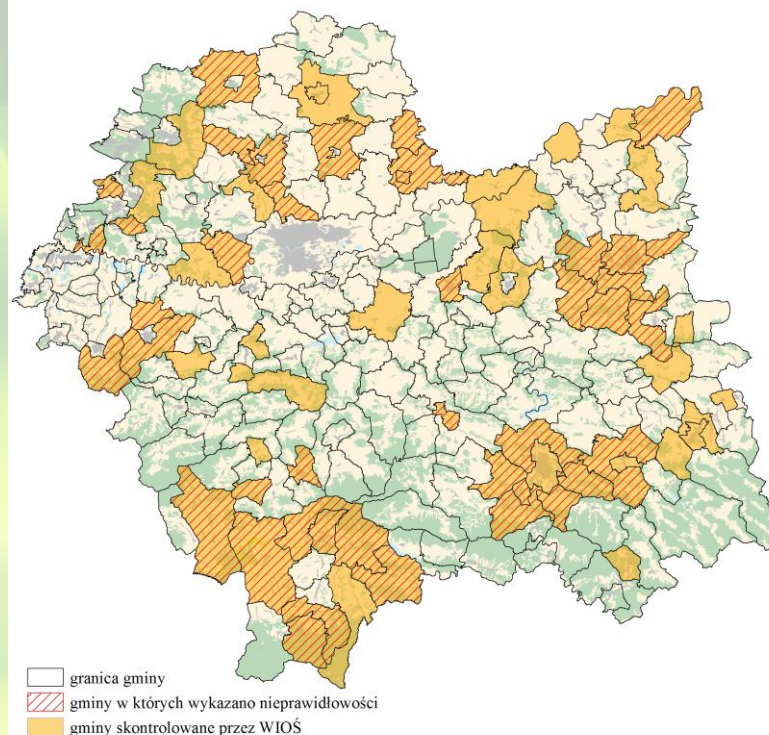 granica gminy
gminy w których wykazano nieprawidłowości
gminy skontrolowane przez WIOŚ